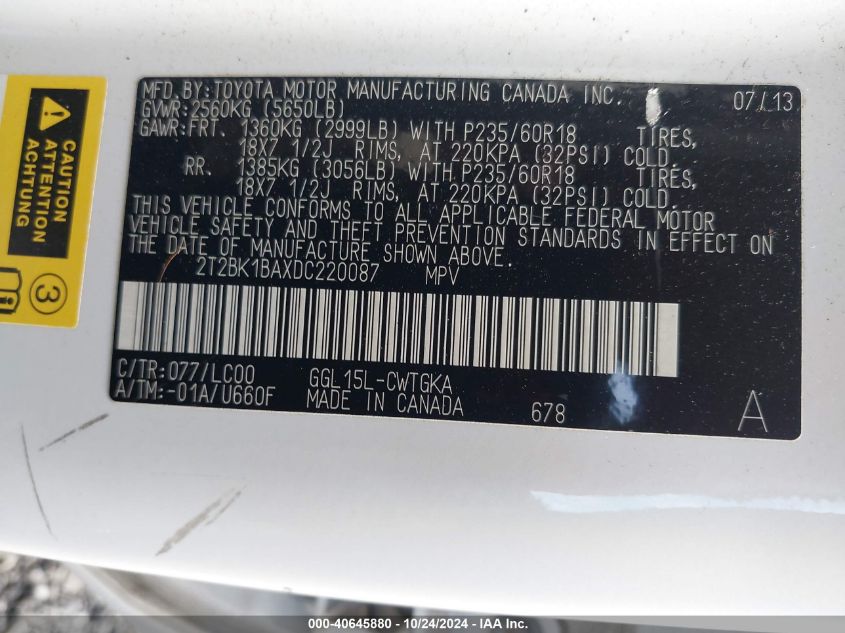 MFD.BY:TOYOTA MOTOR MANUFACTURING CANADA INC. 07/13
GVWR:2560KG (5650LB)
GAWR:FRT. 1360KG (2999LB) WITH P235/60R18 TIRES,
18X7 1/2J RIMS, AT 220KPA (32PSI) COLD.
RR. 1385KG (3056LB) WITH P235/60R18 TIRES,
18X7 1/2J RIMS, AT 220KPA (32PSI) COLD.
THIS VEHICLE CONFORMS TO ALL APPLICABLE FEDERAL MOTOR
VEHICLE SAFETY AND THEFT PREVENTION STANDARDS IN EFFECT ON
THE DATE OF MANUFACTURE SHOWN ABOVE.
2T2BK1BAXDC220087 MPV
C/TR:077/LC00 GGL15L-CWTGKA
A/TM:-01A/U660F MADE IN CANADA 678 A
CAUTION
ACHTUNG
3
000-40645880 - 10/24/2024 - IAA Inc.